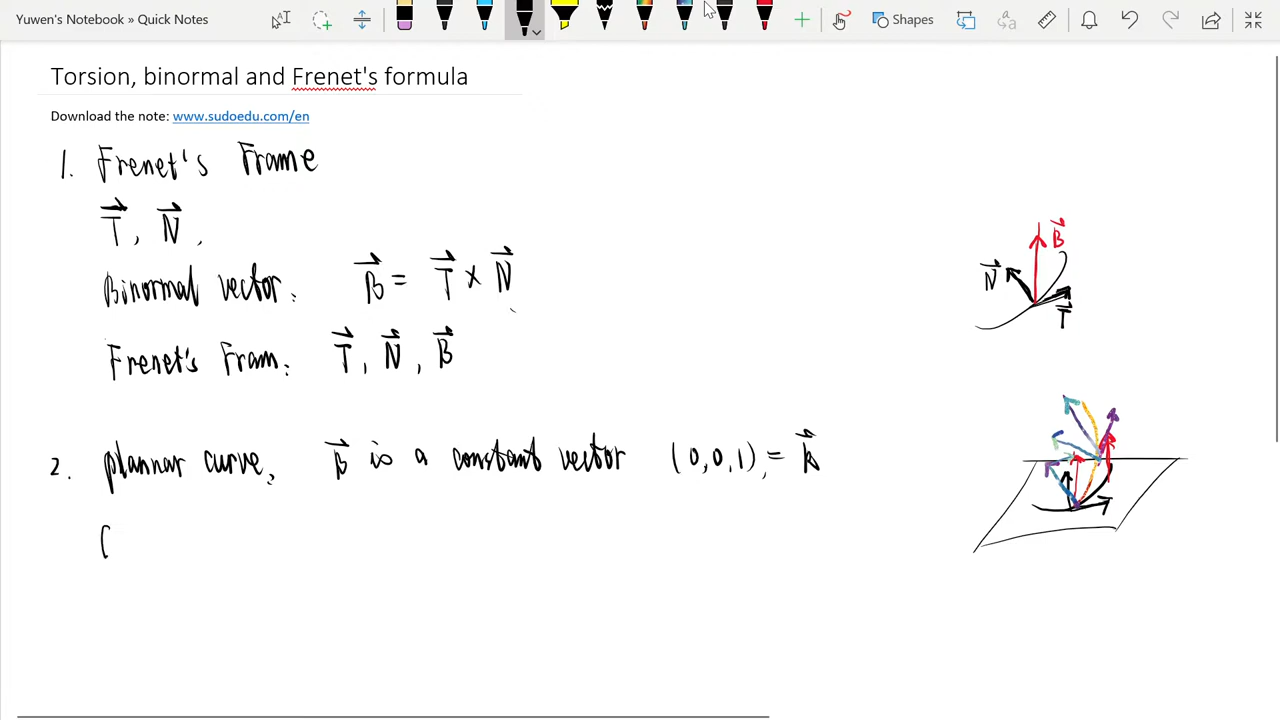 Yuwen's Notebook » Quick Notes
Shapes
Torsion, binormal and Frenet's formula
Download the note: www.sudoedu.com/en
1. Frenet's Frame
T⃗, N⃗,
Binormal vector: B⃗ = T⃗ × N⃗
Frenet's Fram: T⃗, N⃗, B⃗
B⃗
N⃗
T⃗
2. plannar curve, B⃗ is a constant vector (0,0,1), = k⃗
(